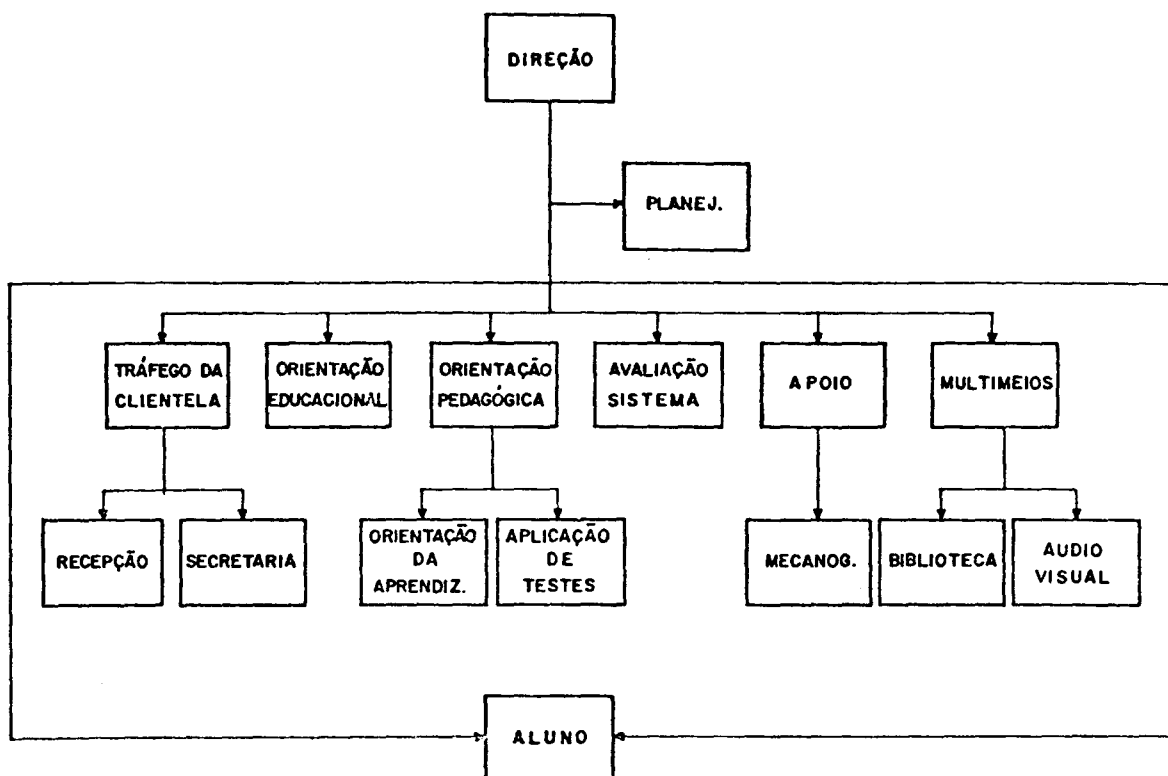 DIREÇÃO
PLANEJ.
TRÁFEGO DA
CLIENTELA
ORIENTAÇÃO
EDUCACIONAL
ORIENTAÇÃO
PEDAGÓGICA
AVALIAÇÃO
SISTEMA
APOIO
MULTIMEIOS
RECEPÇÃO
SECRETARIA
ORIENTAÇÃO
DA
APRENDIZ.
APLICAÇÃO
DE
TESTES
MECANOG.
BIBLIOTECA
ÁUDIO
VISUAL
ALUNO